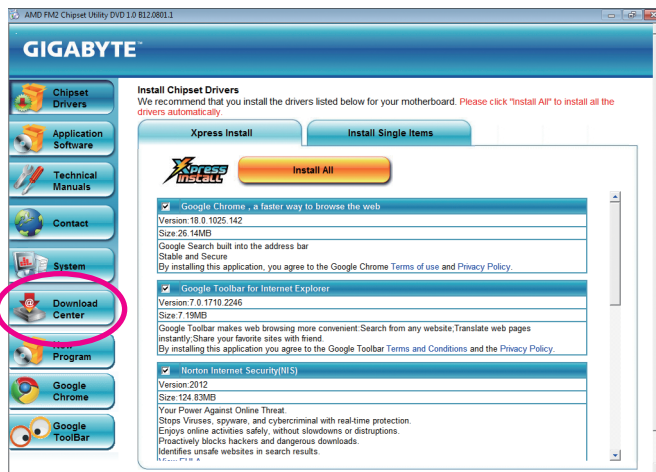 AMD FM2 Chipset Utility DVD 1.0 B12.0801.1
GIGABYTE™
Chipset
Drivers
Application
Software
Technical
Manuals
Contact
System
Download
Center
New
Program
Google
Chrome
Google
ToolBar
Install Chipset Drivers
We recommend that you install the drivers listed below for your motherboard. Please click "Install All" to install all the
drivers automatically.
Xpress Install
Install Single Items
Xpress
Install
Install All
Google Chrome , a faster way to browse the web
Version:18.0.1025.142
Size:26.14MB
Google Search built into the address bar
Stable and Secure
By installing this application, you agree to the Google Chrome Terms of use and Privacy Policy.
Google Toolbar for Internet Explorer
Version:7.0.1710.2246
Size:7.19MB
Google Toolbar makes web browsing more convenient:Search from any website;Translate web pages
instantly;Share your favorite sites with friend.
By installing this application you agree to the Google Toolbar Terms and Conditions and the Privacy Policy.
Norton Internet Security(NIS)
Version:2012
Size:124.83MB
Your Power Against Online Threat.
Stops Viruses, spyware, and cybercriminal with real-time protection.
Enjoys online activities safely, without slowdowns or distruptions.
Proactively blocks hackers and dangerous downloads.
Identifies unsafe websites in search results.
View EULA